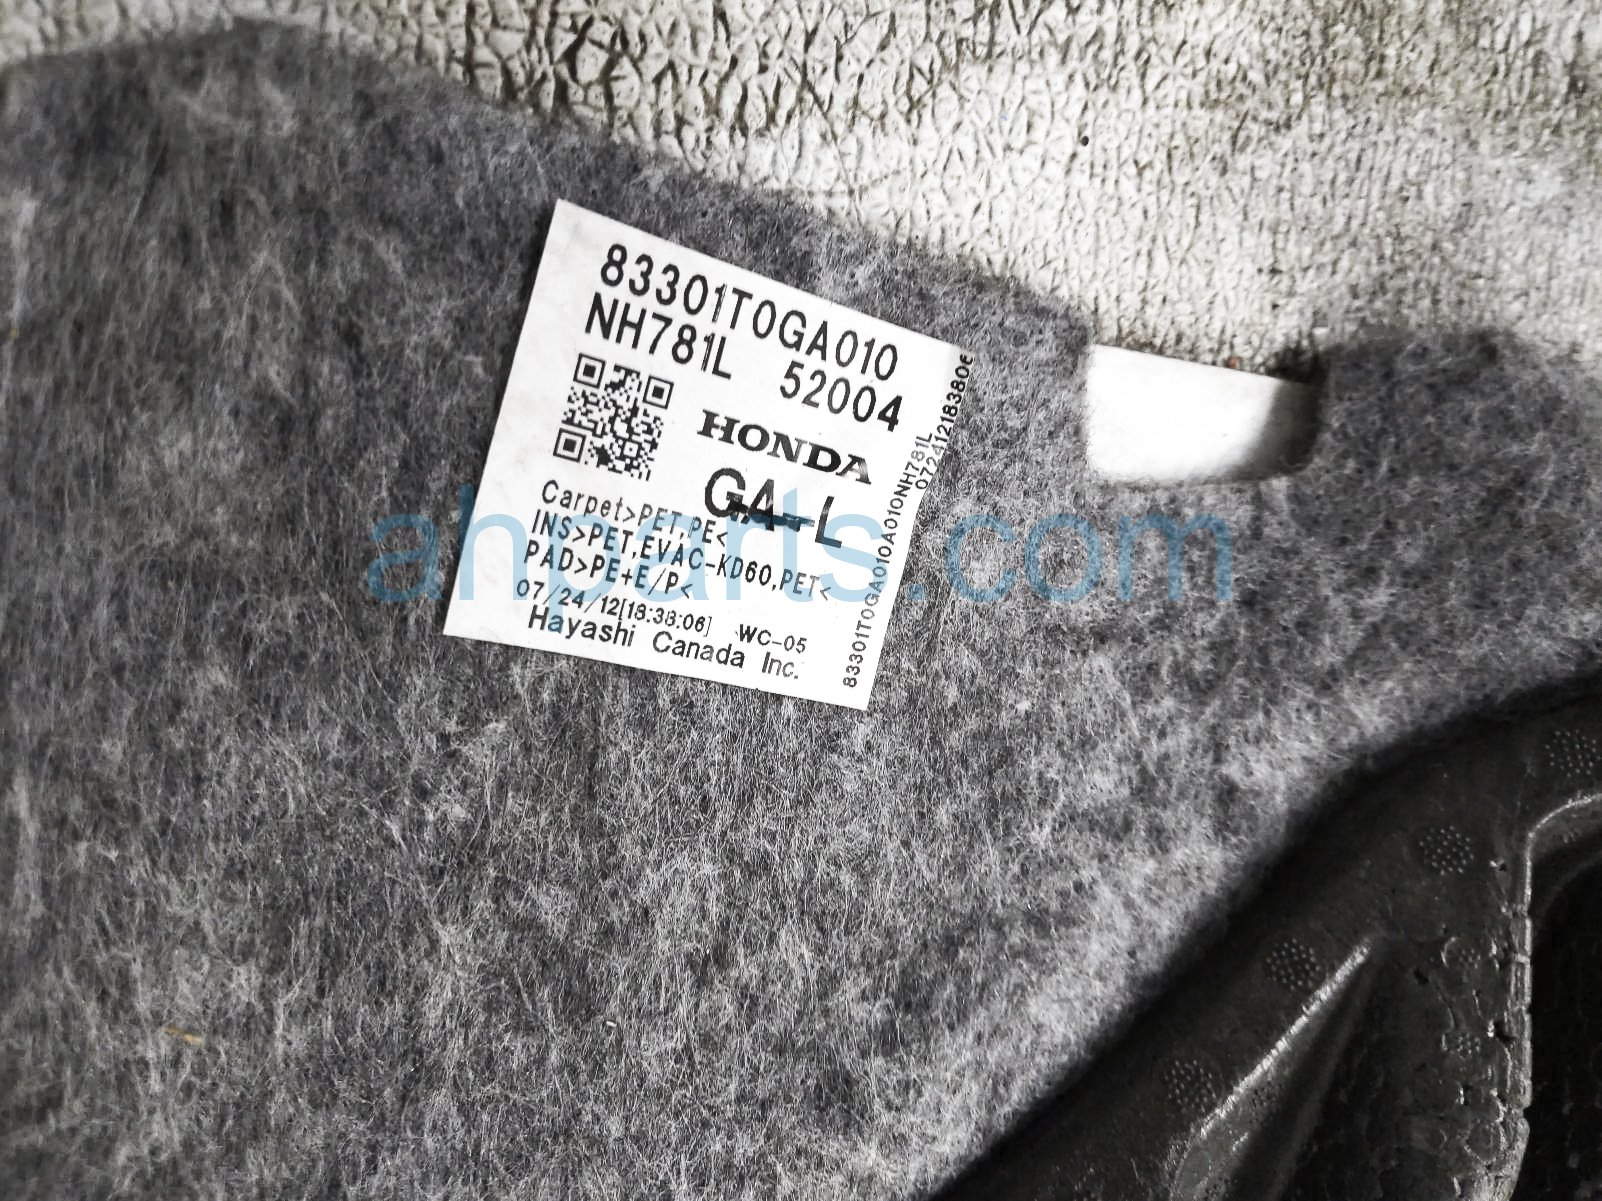 83301T0GA010
NH781L 52004
HONDA
GA-L
Carpet>PET,PE<
INS>PET,EVAC-KD60,PET<
PAD>PE+E/P<
07/24/12[18:38:06] WC-05
Hayashi Canada Inc.
83301T0GA010A010NH781L
072412183806
ahparts.com